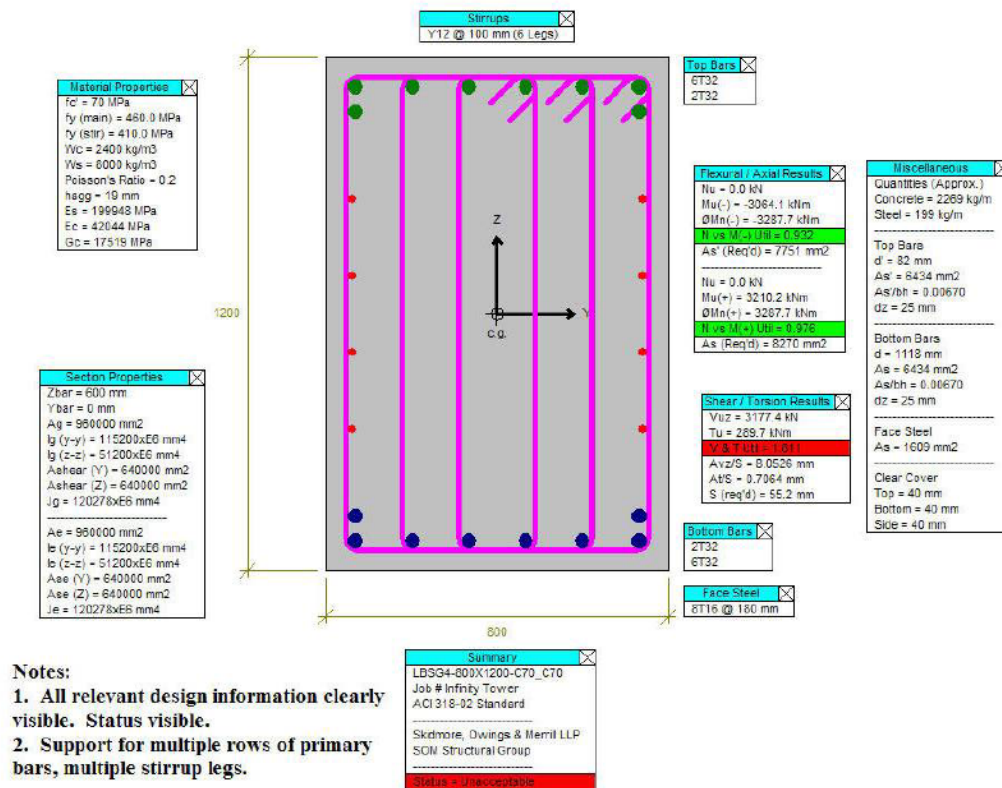 Stirrups
Y12 @ 100 mm (6 Legs)
Material Properties
fc' = 70 MPa
fy (main) = 460.0 MPa
fy (stir) = 410.0 MPa
Wc = 2400 kg/m3
Ws = 8000 kg/m3
Poisson's Ratio = 0.2
hagg = 19 mm
Es = 199948 MPa
Ec = 42044 MPa
Gc = 17519 MPa
Top Bars
6T32
2T32
Flexural / Axial Results
Nu = 0.0 kN
Mu(-) = -3064.1 kNm
ØMn(-) = -3287.7 kNm
N vs M(-) Util = 0.932
As' (Req'd) = 7751 mm2
Nu = 0.0 kN
Mu(+) = 3210.2 kNm
ØMn(+) = 3287.7 kNm
N vs M(+) Util = 0.976
As (Req'd) = 8270 mm2
Miscellaneous
Quantities (Approx.)
Concrete = 2269 kg/m
Steel = 199 kg/m
Top Bars
d' = 82 mm
As' = 6434 mm2
As'/bh = 0.00670
dz = 25 mm
Bottom Bars
d = 1118 mm
As = 6434 mm2
As/bh = 0.00670
dz = 25 mm
Face Steel
As = 1609 mm2
Clear Cover
Top = 40 mm
Bottom = 40 mm
Side = 40 mm
Z
Y
c.g.
1200
800
Section Properties
Zbar = 600 mm
Ybar = 0 mm
Ag = 960000 mm2
Ig (y-y) = 115200xE6 mm4
Ig (z-z) = 51200xE6 mm4
Ashear (Y) = 640000 mm2
Ashear (Z) = 640000 mm2
Jg = 120278xE6 mm4
Ae = 960000 mm2
Ie (y-y) = 115200xE6 mm4
Ie (z-z) = 51200xE6 mm4
Ase (Y) = 640000 mm2
Ase (Z) = 640000 mm2
Je = 120278xE6 mm4
Shear / Torsion Results
Vuz = 3177.4 kN
Tu = 289.7 kNm
V & T Util = 1.811
Avz/S = 8.0526 mm
At/S = 0.7064 mm
S (req'd) = 55.2 mm
Bottom Bars
2T32
6T32
Face Steel
8T16 @ 180 mm
Notes:
1. All relevant design information clearly
visible. Status visible.
2. Support for multiple rows of primary
bars, multiple stirrup legs.
Summary
LBSG4-800X1200-C70_C70
Job # Infinity Tower
ACI 318-02 Standard
Skidmore, Owings & Merrill LLP
SOM Structural Group
Status = Unacceptable